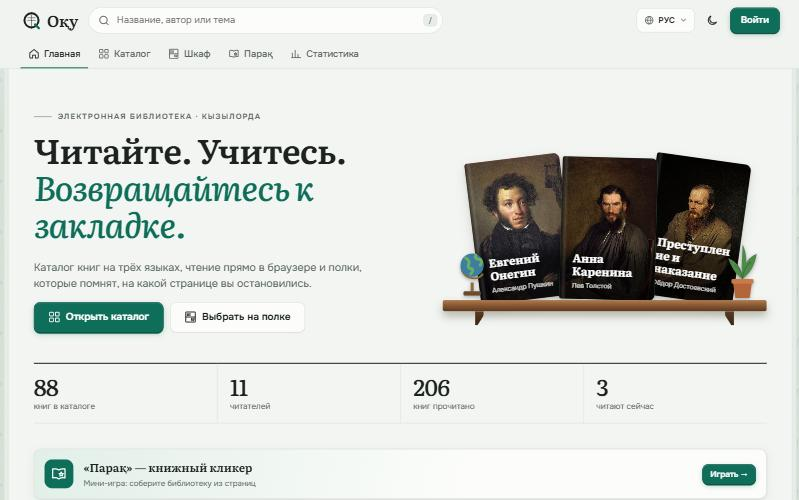 Оқу
Название, автор или тема
/
РУС
Войти
Главная
Каталог
Шкаф
Парақ
Статистика
ЭЛЕКТРОННАЯ БИБЛИОТЕКА · КЫЗЫЛОРДА
Читайте. Учитесь.
Возвращайтесь к
закладке.
Каталог книг на трёх языках, чтение прямо в браузере и полки,
которые помнят, на какой странице вы остановились.
Открыть каталог
Выбрать на полке
Евгений
Онегин
Александр Пушкин
Анна
Каренина
Лев Толстой
Преступлен
ие и
наказание
Фёдор Достоевский
88
книг в каталоге
11
читателей
206
книг прочитано
3
читают сейчас
«Парақ» — книжный кликер
Мини-игра: соберите библиотеку из страниц
Играть →